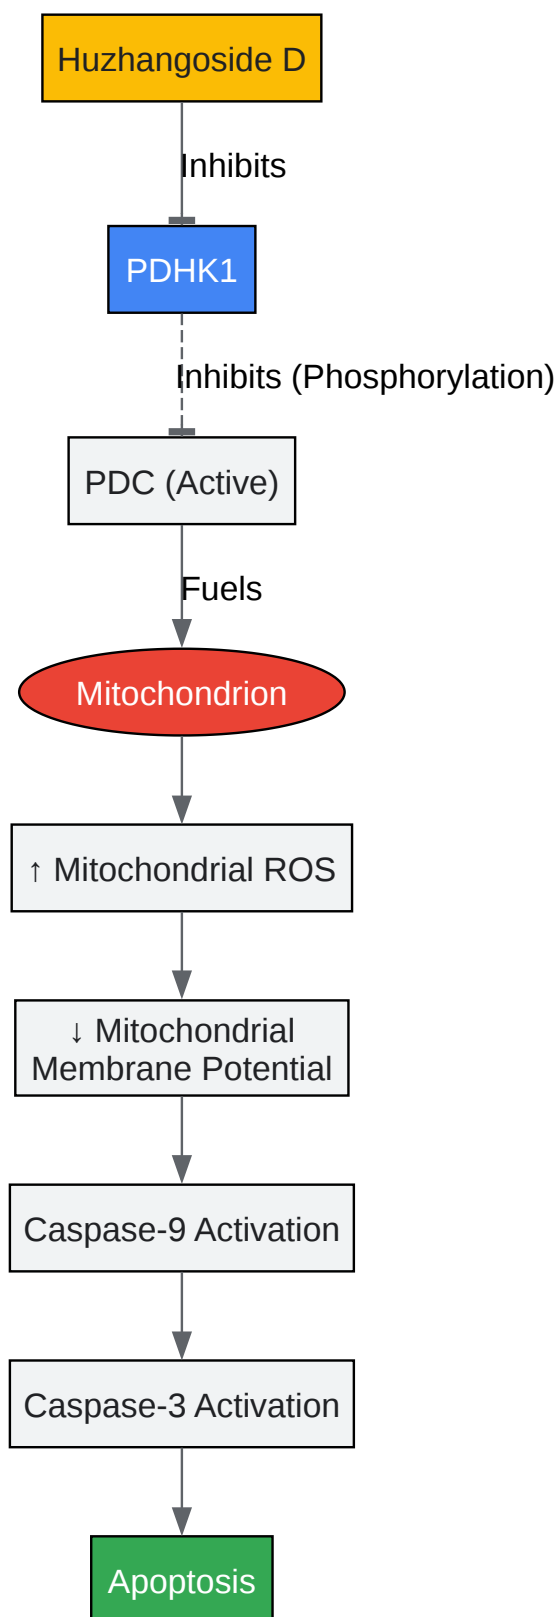 Huzhangoside D
Inhibits
PDHK1
Inhibits (Phosphorylation)
PDC (Active)
Fuels
Mitochondrion
↑ Mitochondrial ROS
↓ Mitochondrial
Membrane Potential
Caspase-9 Activation
Caspase-3 Activation
Apoptosis